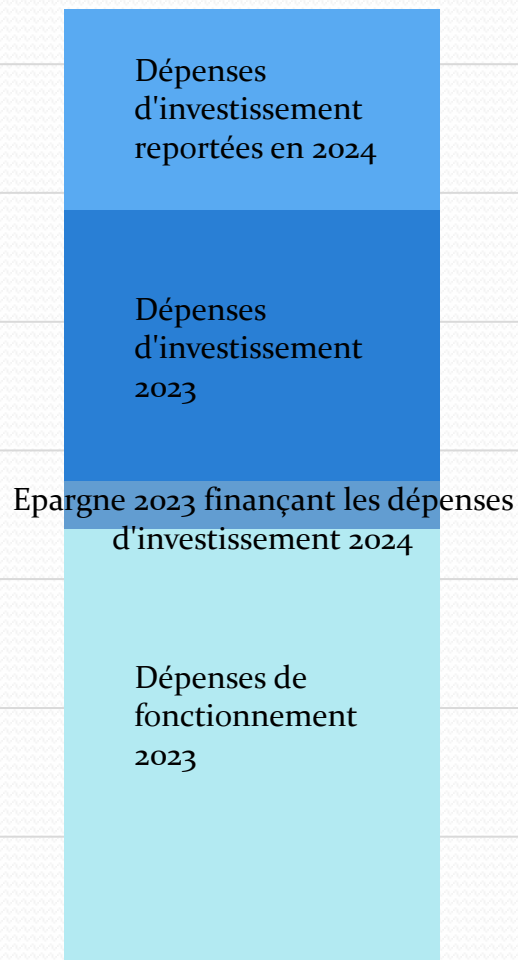 Dépenses
d'investissement
reportées en 2024
Dépenses
d'investissement
2023
Epargne 2023 finançant les dépenses
d'investissement 2024
Dépenses de
fonctionnement
2023